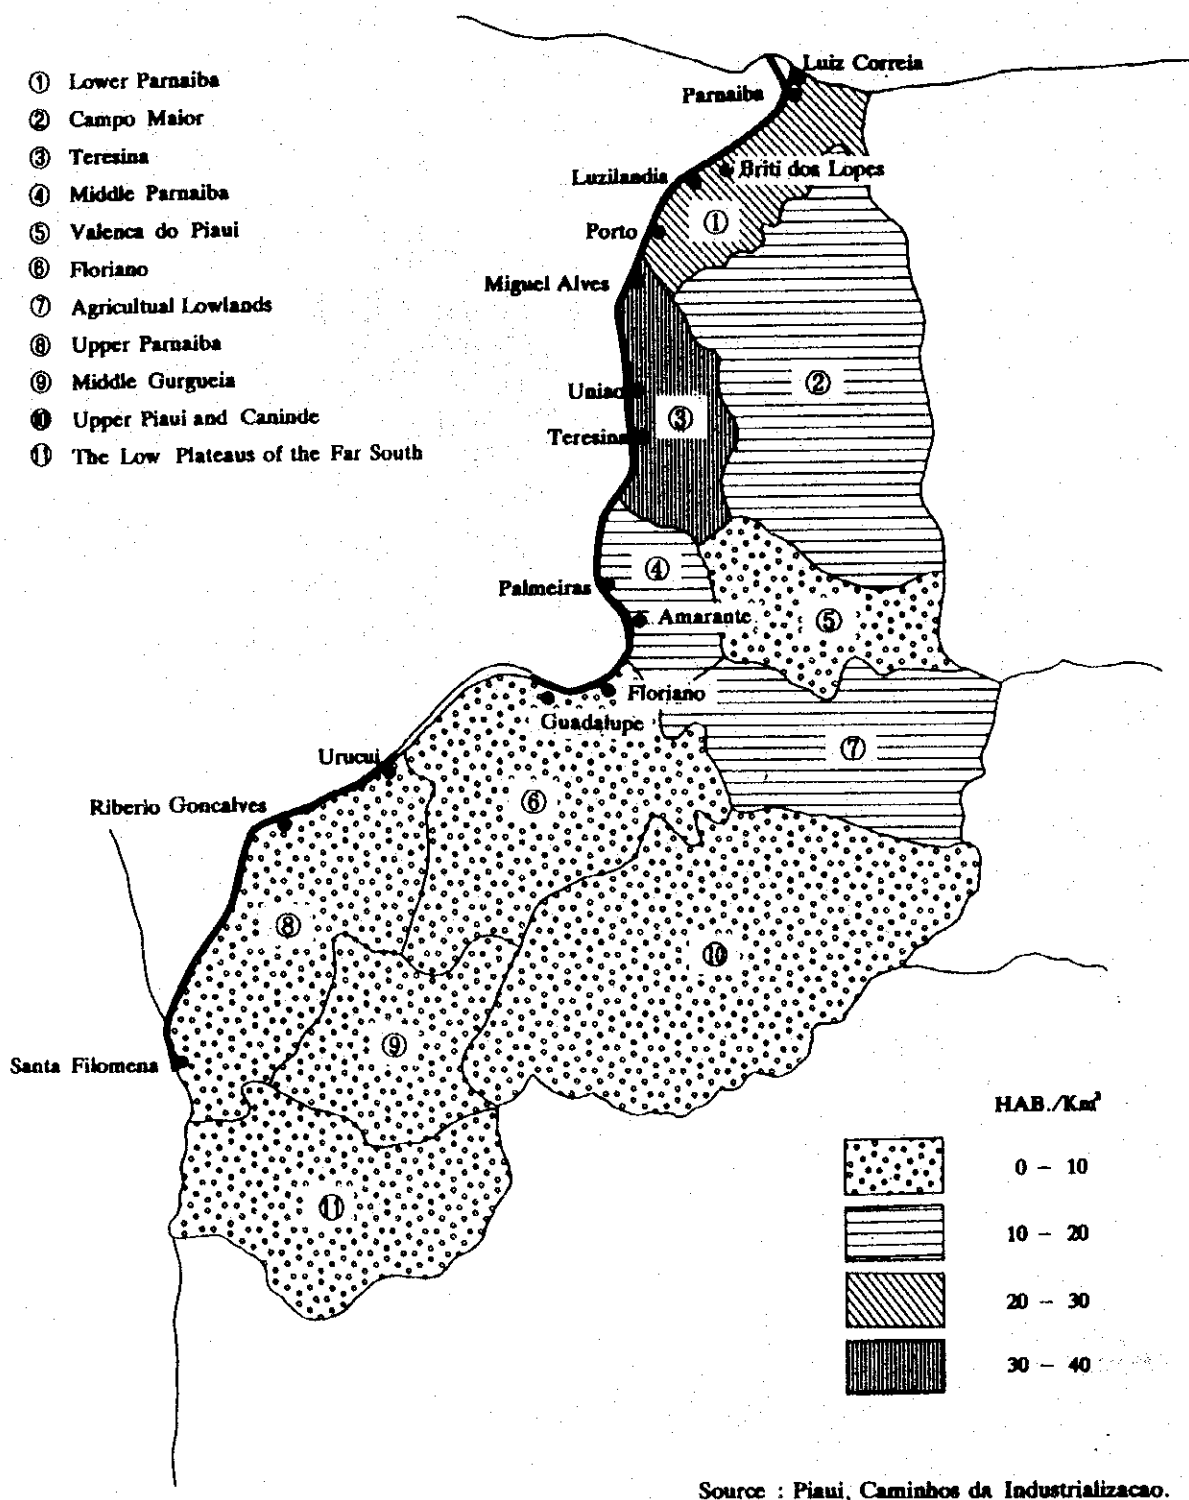 ① Lower Parnaiba
② Campo Maior
③ Teresina
④ Middle Parnaiba
⑤ Valenca do Piaui
⑥ Floriano
⑦ Agricultual Lowlands
⑧ Upper Parnaiba
⑨ Middle Gurgueia
⑩ Upper Piaui and Caninde
⑪ The Low Plateaus of the Far South
Luiz Correia
Parnaiba
Briti dos Lopes
Luzilandia
①
Porto
Miguel Alves
②
Uniao
③
Teresina
④
Palmeiras
Amarante
⑤
Floriano
Guadalupe
⑦
Urucui
⑥
Riberio Goncalves
⑧
⑩
⑨
Santa Filomena
⑪
HAB./Km²
0 – 10
10 – 20
20 – 30
30 – 40
Source : Piaui, Caminhos da Industrializacao.